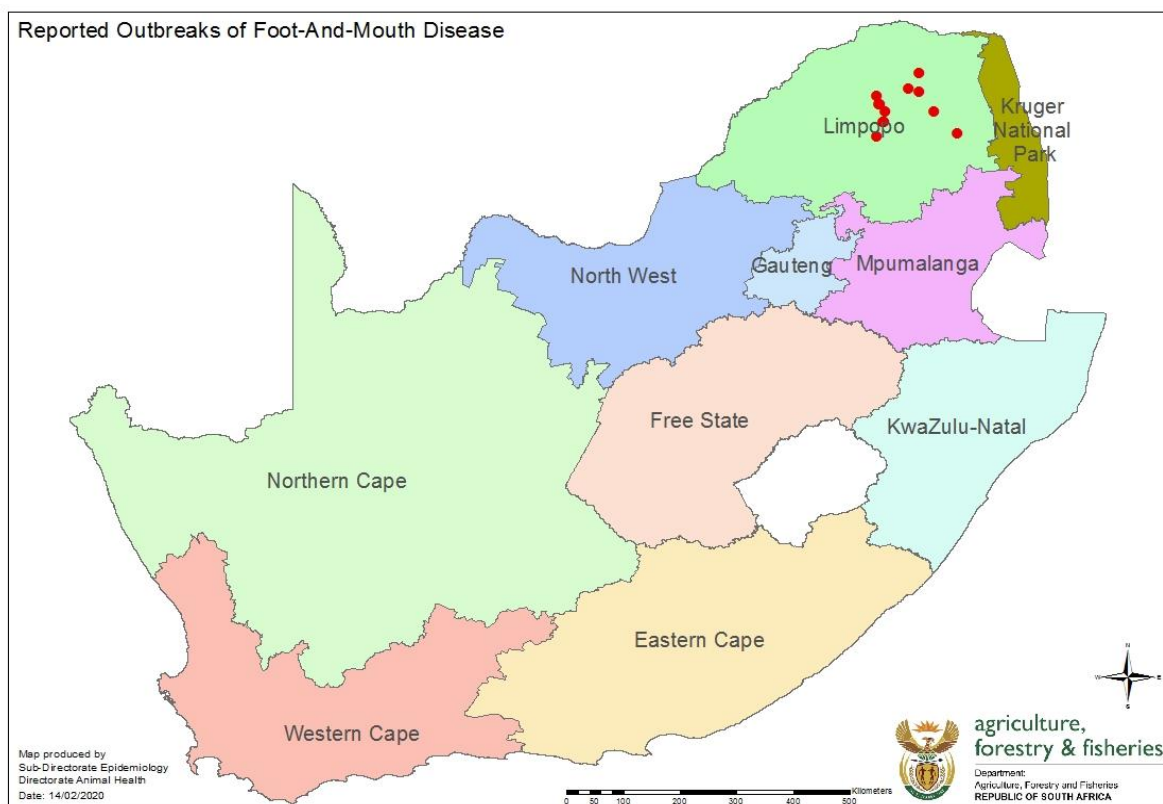 Reported Outbreaks of Foot-And-Mouth Disease
Kruger
National
Park
Limpopo
North West
Gauteng
Mpumalanga
Free State
KwaZulu-Natal
Northern Cape
Eastern Cape
Western Cape
N
W
E
S
Map produced by
Sub-Directorate Epidemiology
Directorate Animal Health
Date: 14/02/2020
Kilometers
0 50 100 200 300 400 500
agriculture,
forestry & fisheries
Department:
Agriculture, Forestry and Fisheries
REPUBLIC OF SOUTH AFRICA